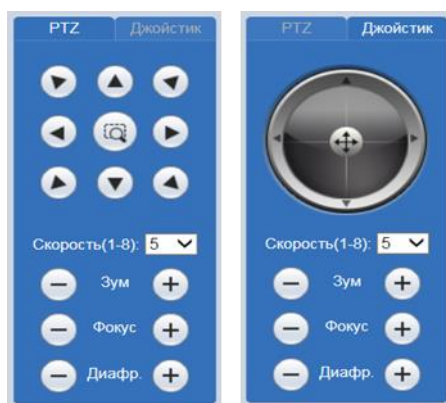 PTZ Джойстик
Скорость(1-8): 5
Зум
Фокус
Диафр.
PTZ Джойстик
Скорость(1-8): 5
Зум
Фокус
Диафр.